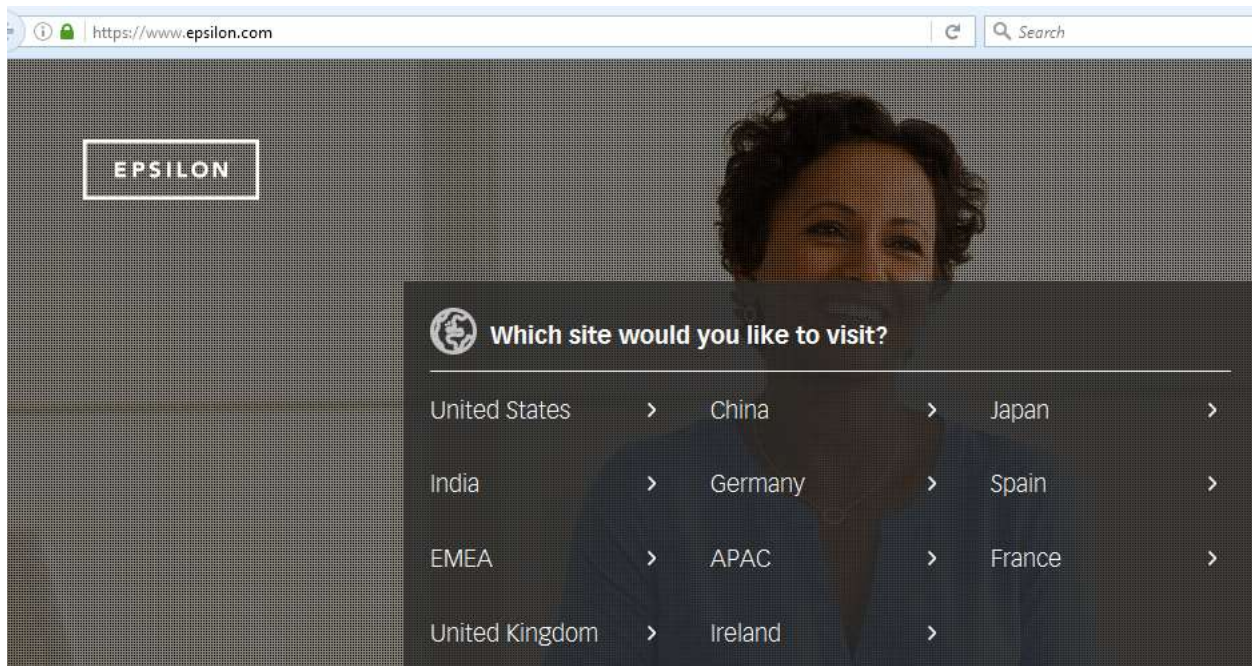 https://www.epsilon.com
Search
EPSILON
Which site would you like to visit?
United States
China
Japan
India
Germany
Spain
EMEA
APAC
France
United Kingdom
Ireland